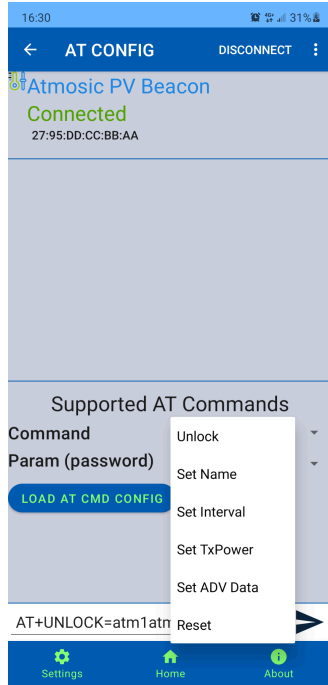 16:30 4G+ 31%
AT CONFIG DISCONNECT
Atmosic PV Beacon
Connected
27:95:DD:CC:BB:AA
Supported AT Commands
Command
Unlock
Param (password)
Set Name
LOAD AT CMD CONFIG
Set Interval
Set TxPower
Set ADV Data
AT+UNLOCK=atm1atm
Reset
Settings Home About